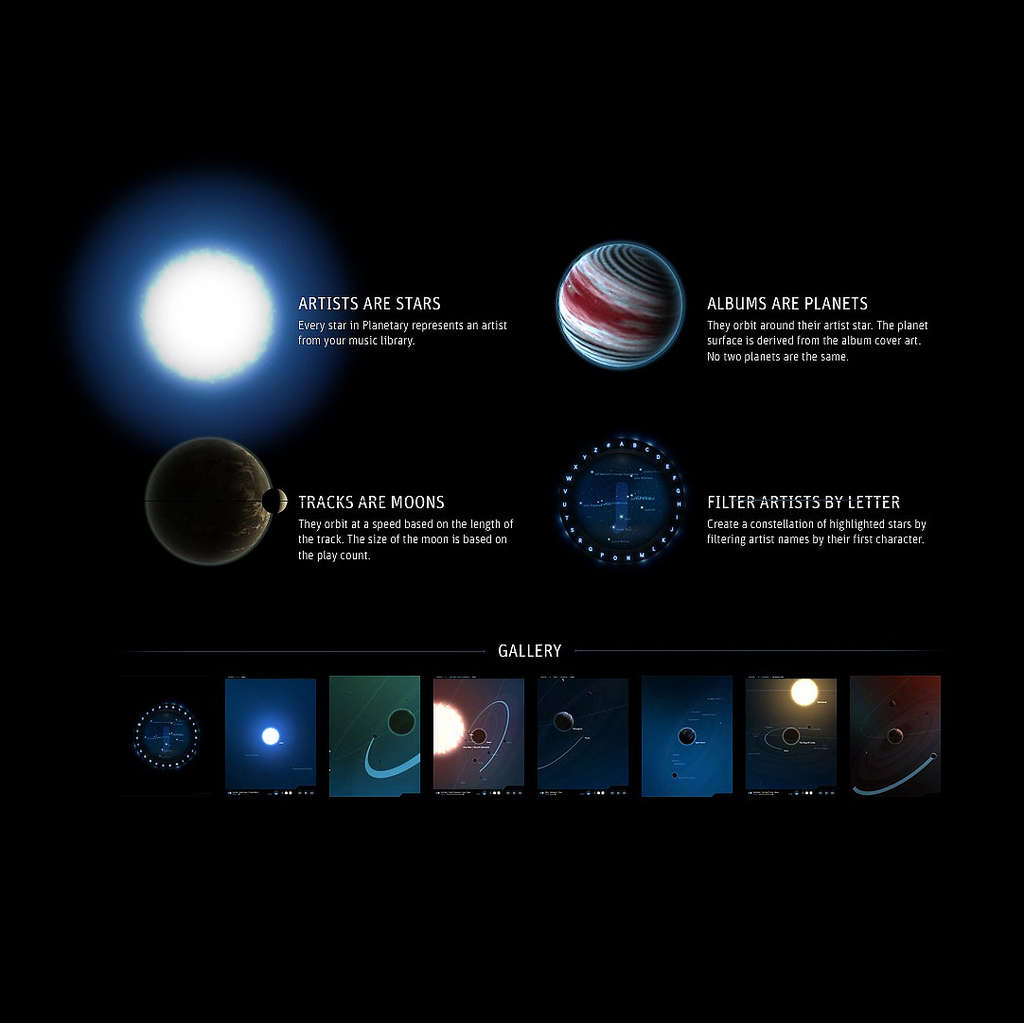 ARTISTS ARE STARS
Every star in Planetary represents an artist
from your music library.
ALBUMS ARE PLANETS
They orbit around their artist star. The planet
surface is derived from the album cover art.
No two planets are the same.
TRACKS ARE MOONS
They orbit at a speed based on the length of
the track. The size of the moon is based on
the play count.
# A B C D E F G H I J K L M N O P Q R S T U V W X Y Z
FILTER ARTISTS BY LETTER
Create a constellation of highlighted stars by
filtering artist names by their first character.
GALLERY